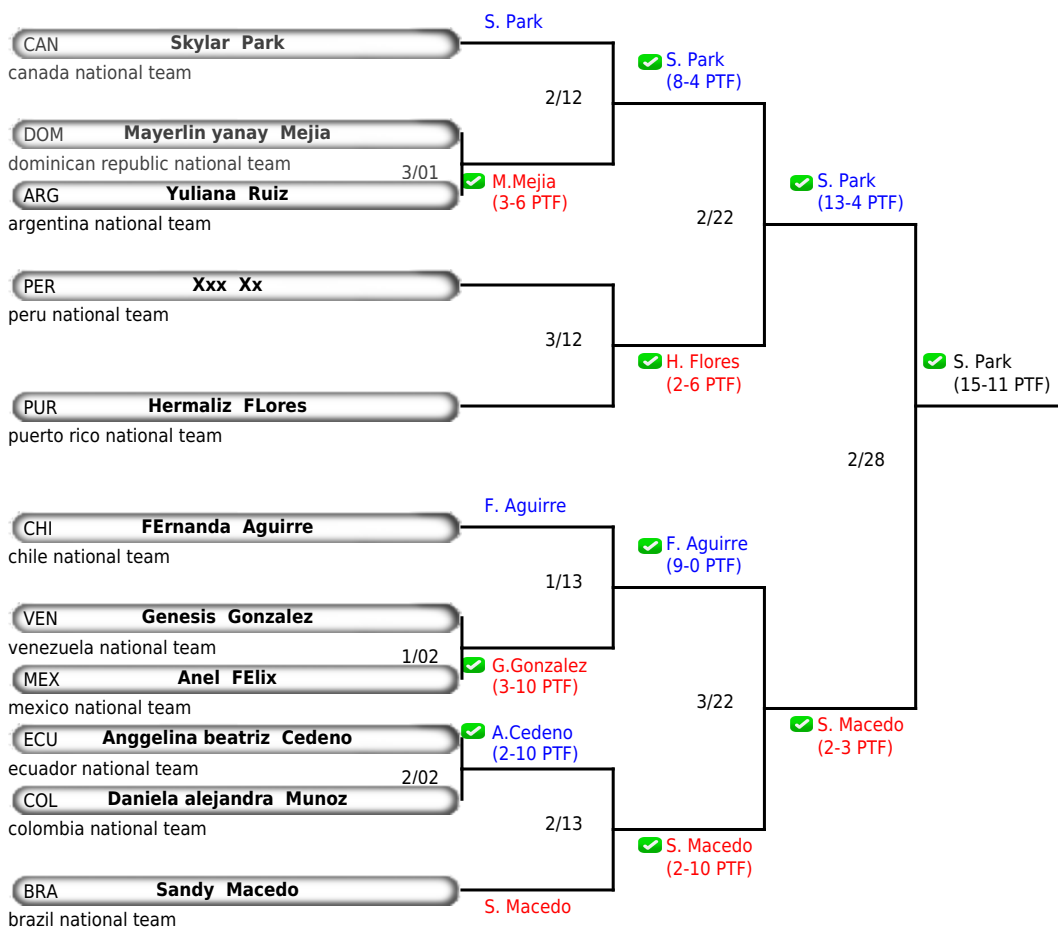 S. Park
CAN Skylar Park
canada national team
2/12
S. Park
(8-4 PTF)
DOM Mayerlin yanay Mejia
dominican republic national team
3/01
M.Mejia
(3-6 PTF)
ARG Yuliana Ruiz
argentina national team
2/22
S. Park
(13-4 PTF)
PER Xxx Xx
peru national team
3/12
H. Flores
(2-6 PTF)
PUR Hermaliz FLores
puerto rico national team
S. Park
(15-11 PTF)
2/28
F. Aguirre
CHI FErnanda Aguirre
chile national team
1/13
F. Aguirre
(9-0 PTF)
VEN Genesis Gonzalez
venezuela national team
1/02
G.Gonzalez
(3-10 PTF)
MEX Anel FElix
mexico national team
3/22
S. Macedo
(2-3 PTF)
ECU Anggelina beatriz Cedeno
ecuador national team
A.Cedeno
(2-10 PTF)
2/02
COL Daniela alejandra Munoz
colombia national team
2/13
S. Macedo
(2-10 PTF)
BRA Sandy Macedo
brazil national team
S. Macedo